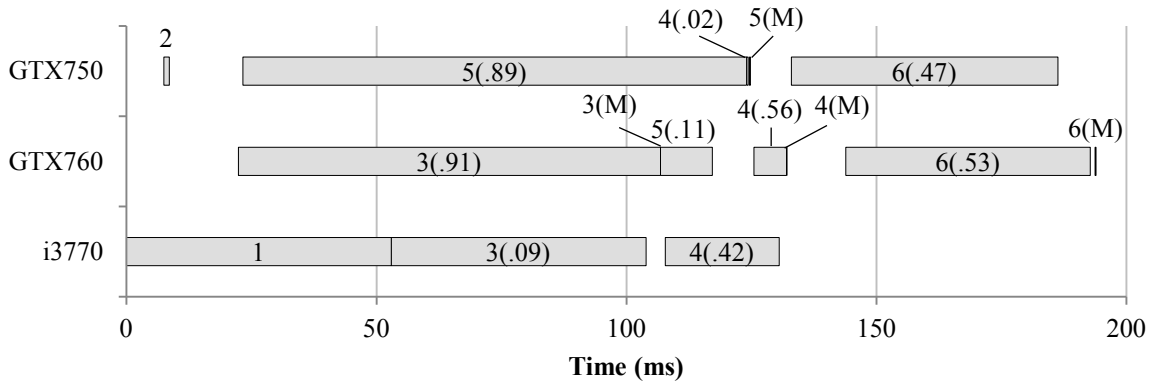 4(.02) 5(M)
2
GTX750 5(.89) 6(.47)
3(M) 5(.11) 4(.56) 4(M) 6(M)
GTX760 3(.91) 6(.53)
i3770 1 3(.09) 4(.42)
0 50 100 150 200
Time (ms)